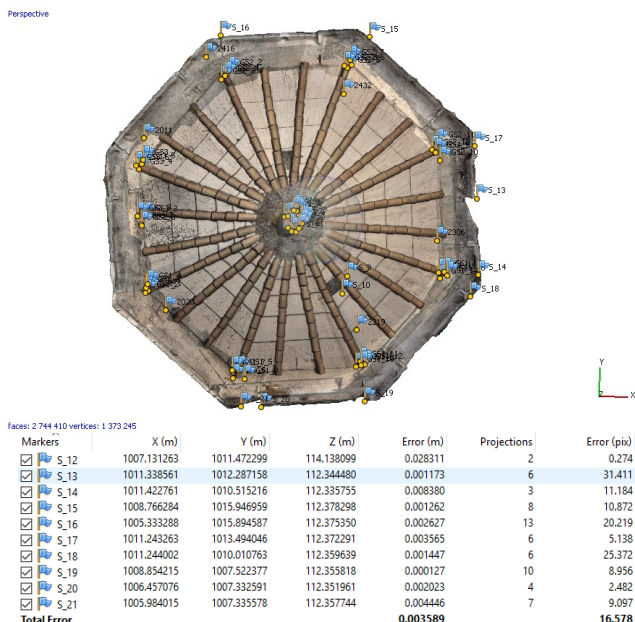 Perspective
S_16
S_15
2416
GS2_2
2432
2011
S_17
S_13
2306
S_14
S_18
S_9
S_10
2020
2319
S_19
Y
Z X
faces: 2 744 410 vertices: 1 373 245
Markers X (m) Y (m) Z (m) Error (m) Projections Error (pix)
S_12 1007.131263 1011.472299 114.138099 0.028311 2 0.274
S_13 1011.338561 1012.287158 112.344480 0.001173 6 31.411
S_14 1011.422761 1010.515216 112.335755 0.008380 3 11.184
S_15 1008.766284 1015.946959 112.378298 0.001262 8 10.872
S_16 1005.333288 1015.894587 112.375350 0.002627 13 20.219
S_17 1011.243263 1013.494046 112.372291 0.003565 6 5.138
S_18 1011.244002 1010.010763 112.359639 0.001447 6 25.372
S_19 1008.854215 1007.522377 112.355818 0.000127 10 8.956
S_20 1006.457076 1007.332591 112.351961 0.002023 4 2.482
S_21 1005.984015 1007.335578 112.357744 0.004446 7 9.097
Total Error 0.003589 16.578